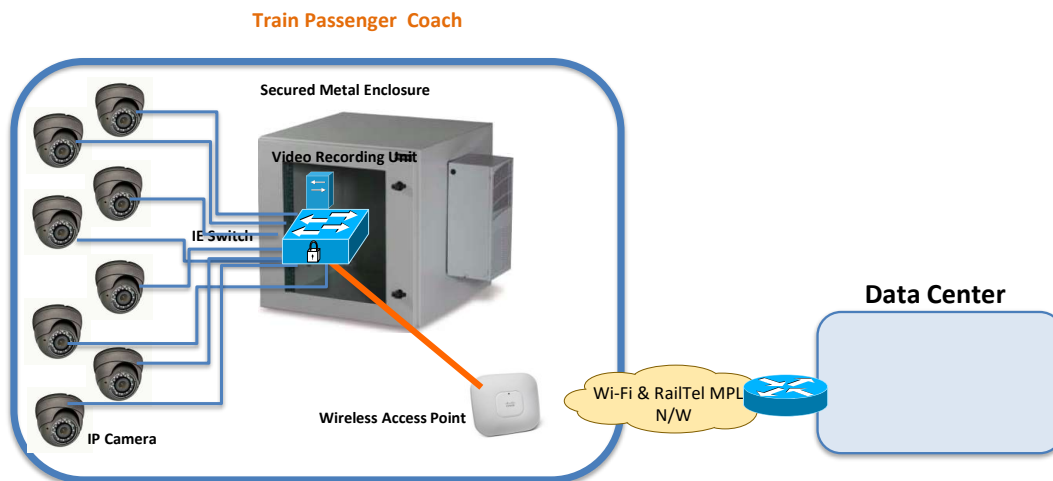 Train Passenger Coach
Secured Metal Enclosure
Video Recording Unit
IE Switch
Data Center
Wi-Fi & RailTel MPL
N/W
Wireless Access Point
IP Camera